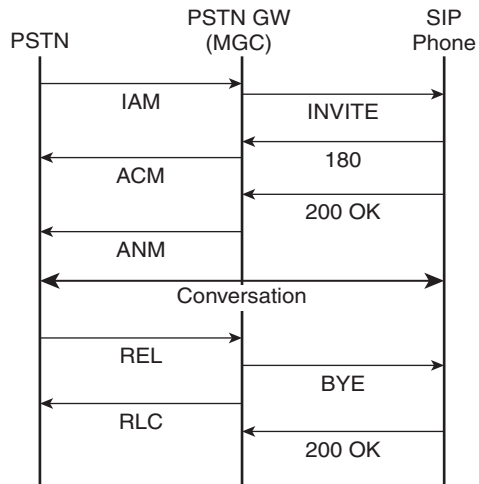 PSTN
PSTN GW
(MGC)
SIP
Phone
IAM
INVITE
180
ACM
200 OK
ANM
Conversation
REL
BYE
RLC
200 OK